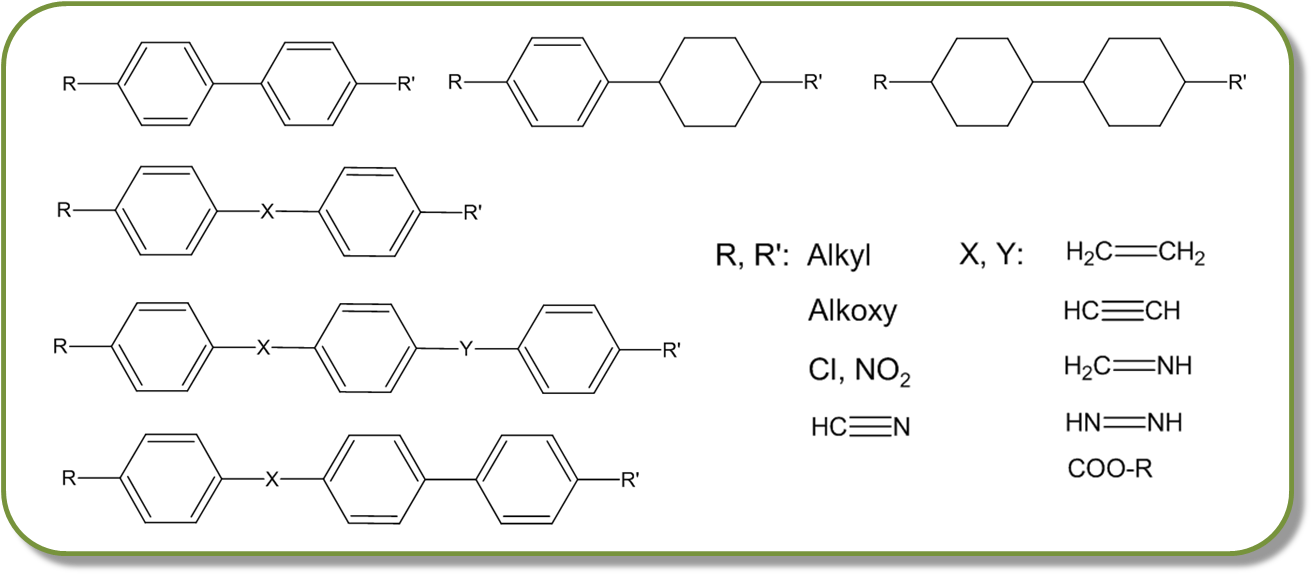 R R' R R' R R'
R X R'
R, R': Alkyl X, Y: H₂C=CH₂
Alkoxy HC≡CH
R X Y R'
Cl, NO₂ H₂C=NH
HC≡N HN=NH
R X R' COO-R